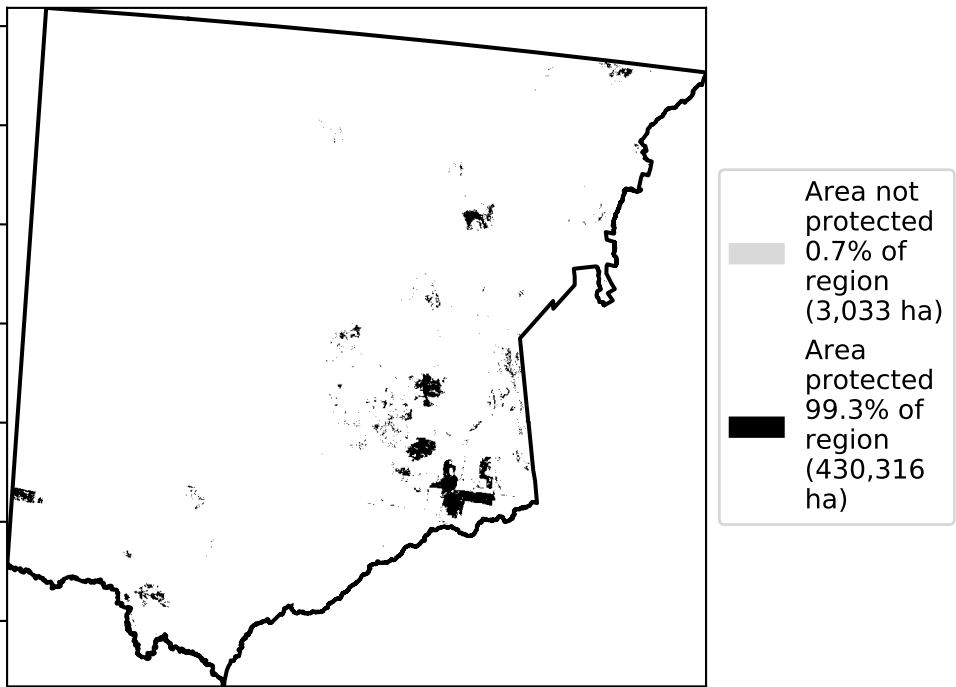 Area not
protected
0.7% of
region
(3,033 ha)
Area
protected
99.3% of
region
(430,316
ha)